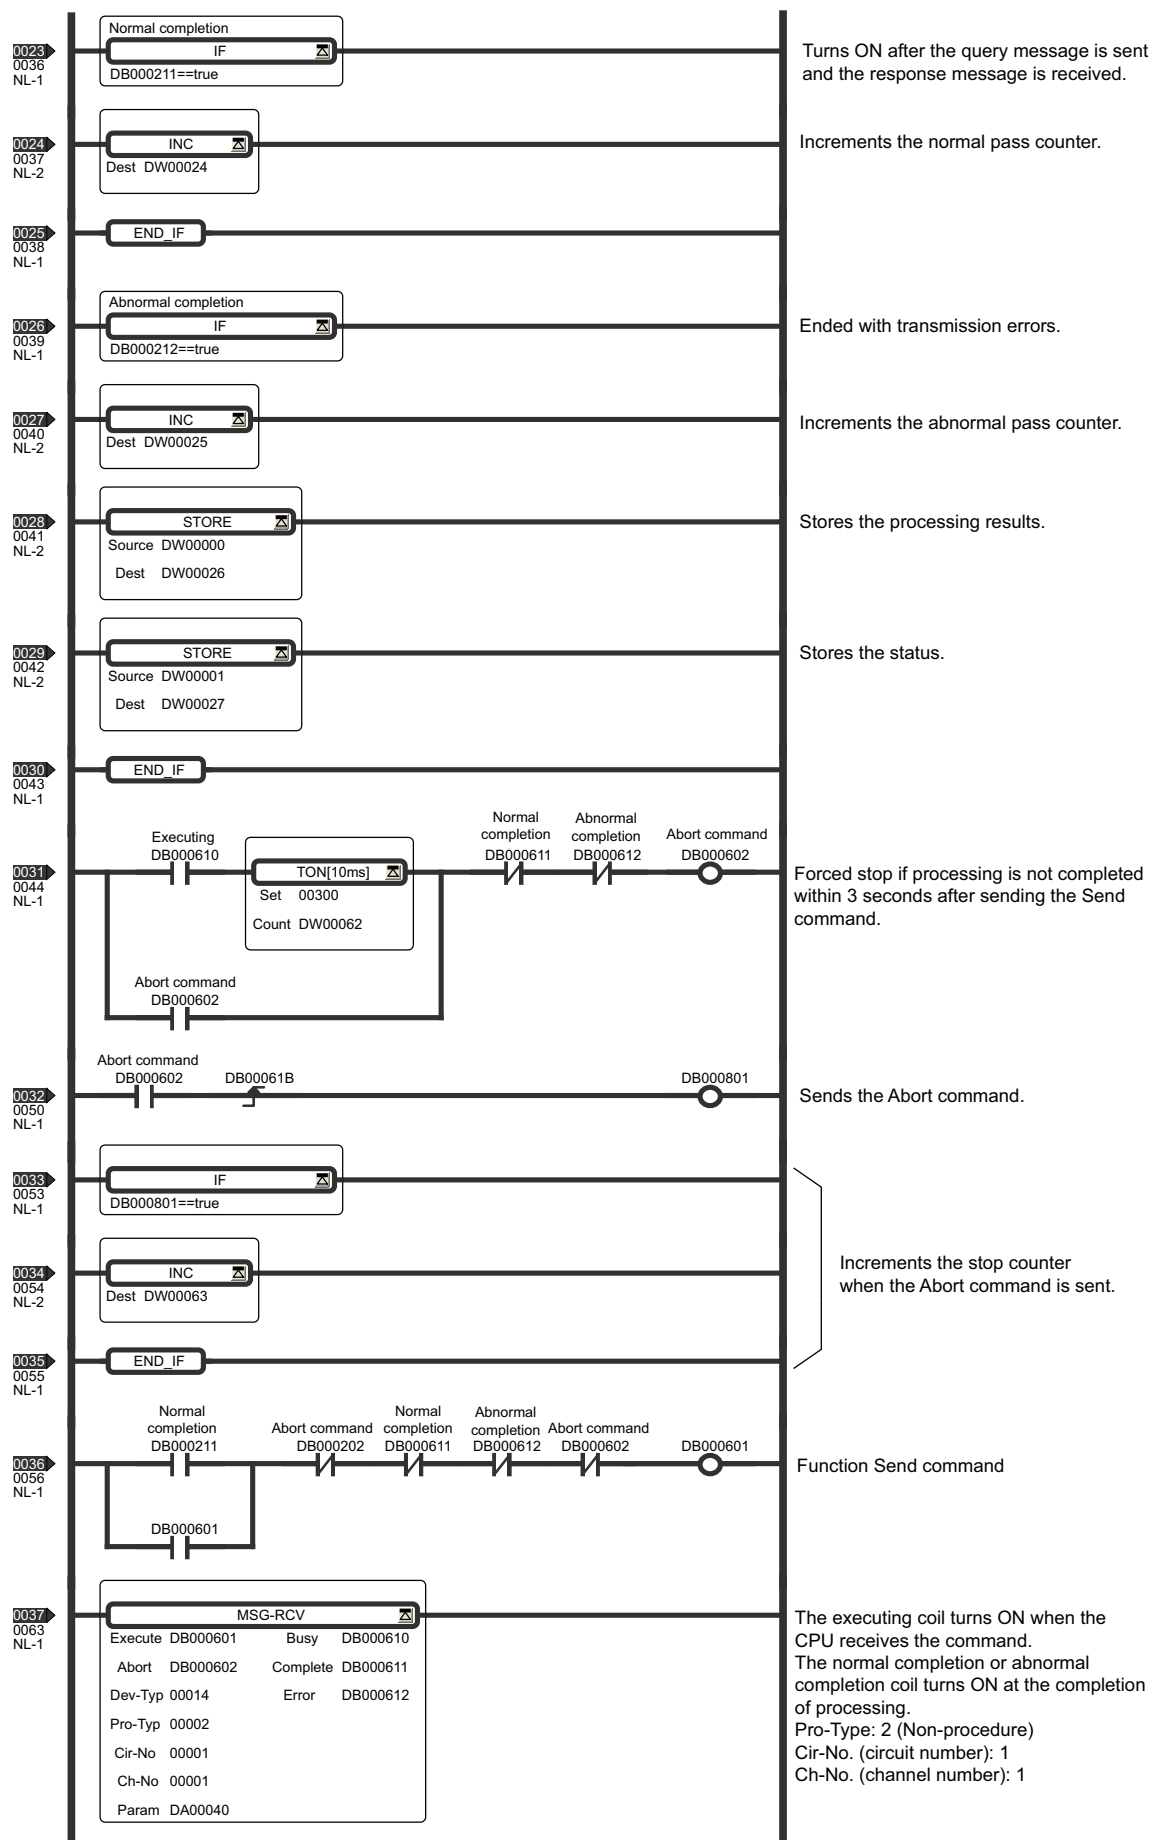 Normal completion
0023
0036
NL-1
IF
DB000211==true
Turns ON after the query message is sent
and the response message is received.
0024
0037
NL-2
INC
Dest DW00024
Increments the normal pass counter.
0025
0038
NL-1
END_IF
Abnormal completion
0026
0039
NL-1
IF
DB000212==true
Ended with transmission errors.
0027
0040
NL-2
INC
Dest DW00025
Increments the abnormal pass counter.
0028
0041
NL-2
STORE
Source DW00000
Dest DW00026
Stores the processing results.
0029
0042
NL-2
STORE
Source DW00001
Dest DW00027
Stores the status.
0030
0043
NL-1
END_IF
0031
0044
NL-1
Executing
DB000610
TON[10ms]
Set 00300
Count DW00062
Normal
completion
DB000611
Abnormal
completion
DB000612
Abort command
DB000602
Forced stop if processing is not completed
within 3 seconds after sending the Send
command.
Abort command
DB000602
0032
0050
NL-1
Abort command
DB000602
DB00061B
DB000801
Sends the Abort command.
0033
0053
NL-1
IF
DB000801==true
0034
0054
NL-2
INC
Dest DW00063
Increments the stop counter
when the Abort command is sent.
0035
0055
NL-1
END_IF
0036
0056
NL-1
Normal
completion
DB000211
Abort command
DB000202
Normal
completion
DB000611
Abnormal
completion
DB000612
Abort command
DB000602
DB000601
Function Send command
DB000601
0037
0063
NL-1
MSG-RCV
Execute DB000601 Busy DB000610
Abort DB000602 Complete DB000611
Dev-Typ 00014 Error DB000612
Pro-Typ 00002
Cir-No 00001
Ch-No 00001
Param DA00040
The executing coil turns ON when the
CPU receives the command.
The normal completion or abnormal
completion coil turns ON at the completion
of processing.
Pro-Type: 2 (Non-procedure)
Cir-No. (circuit number): 1
Ch-No. (channel number): 1